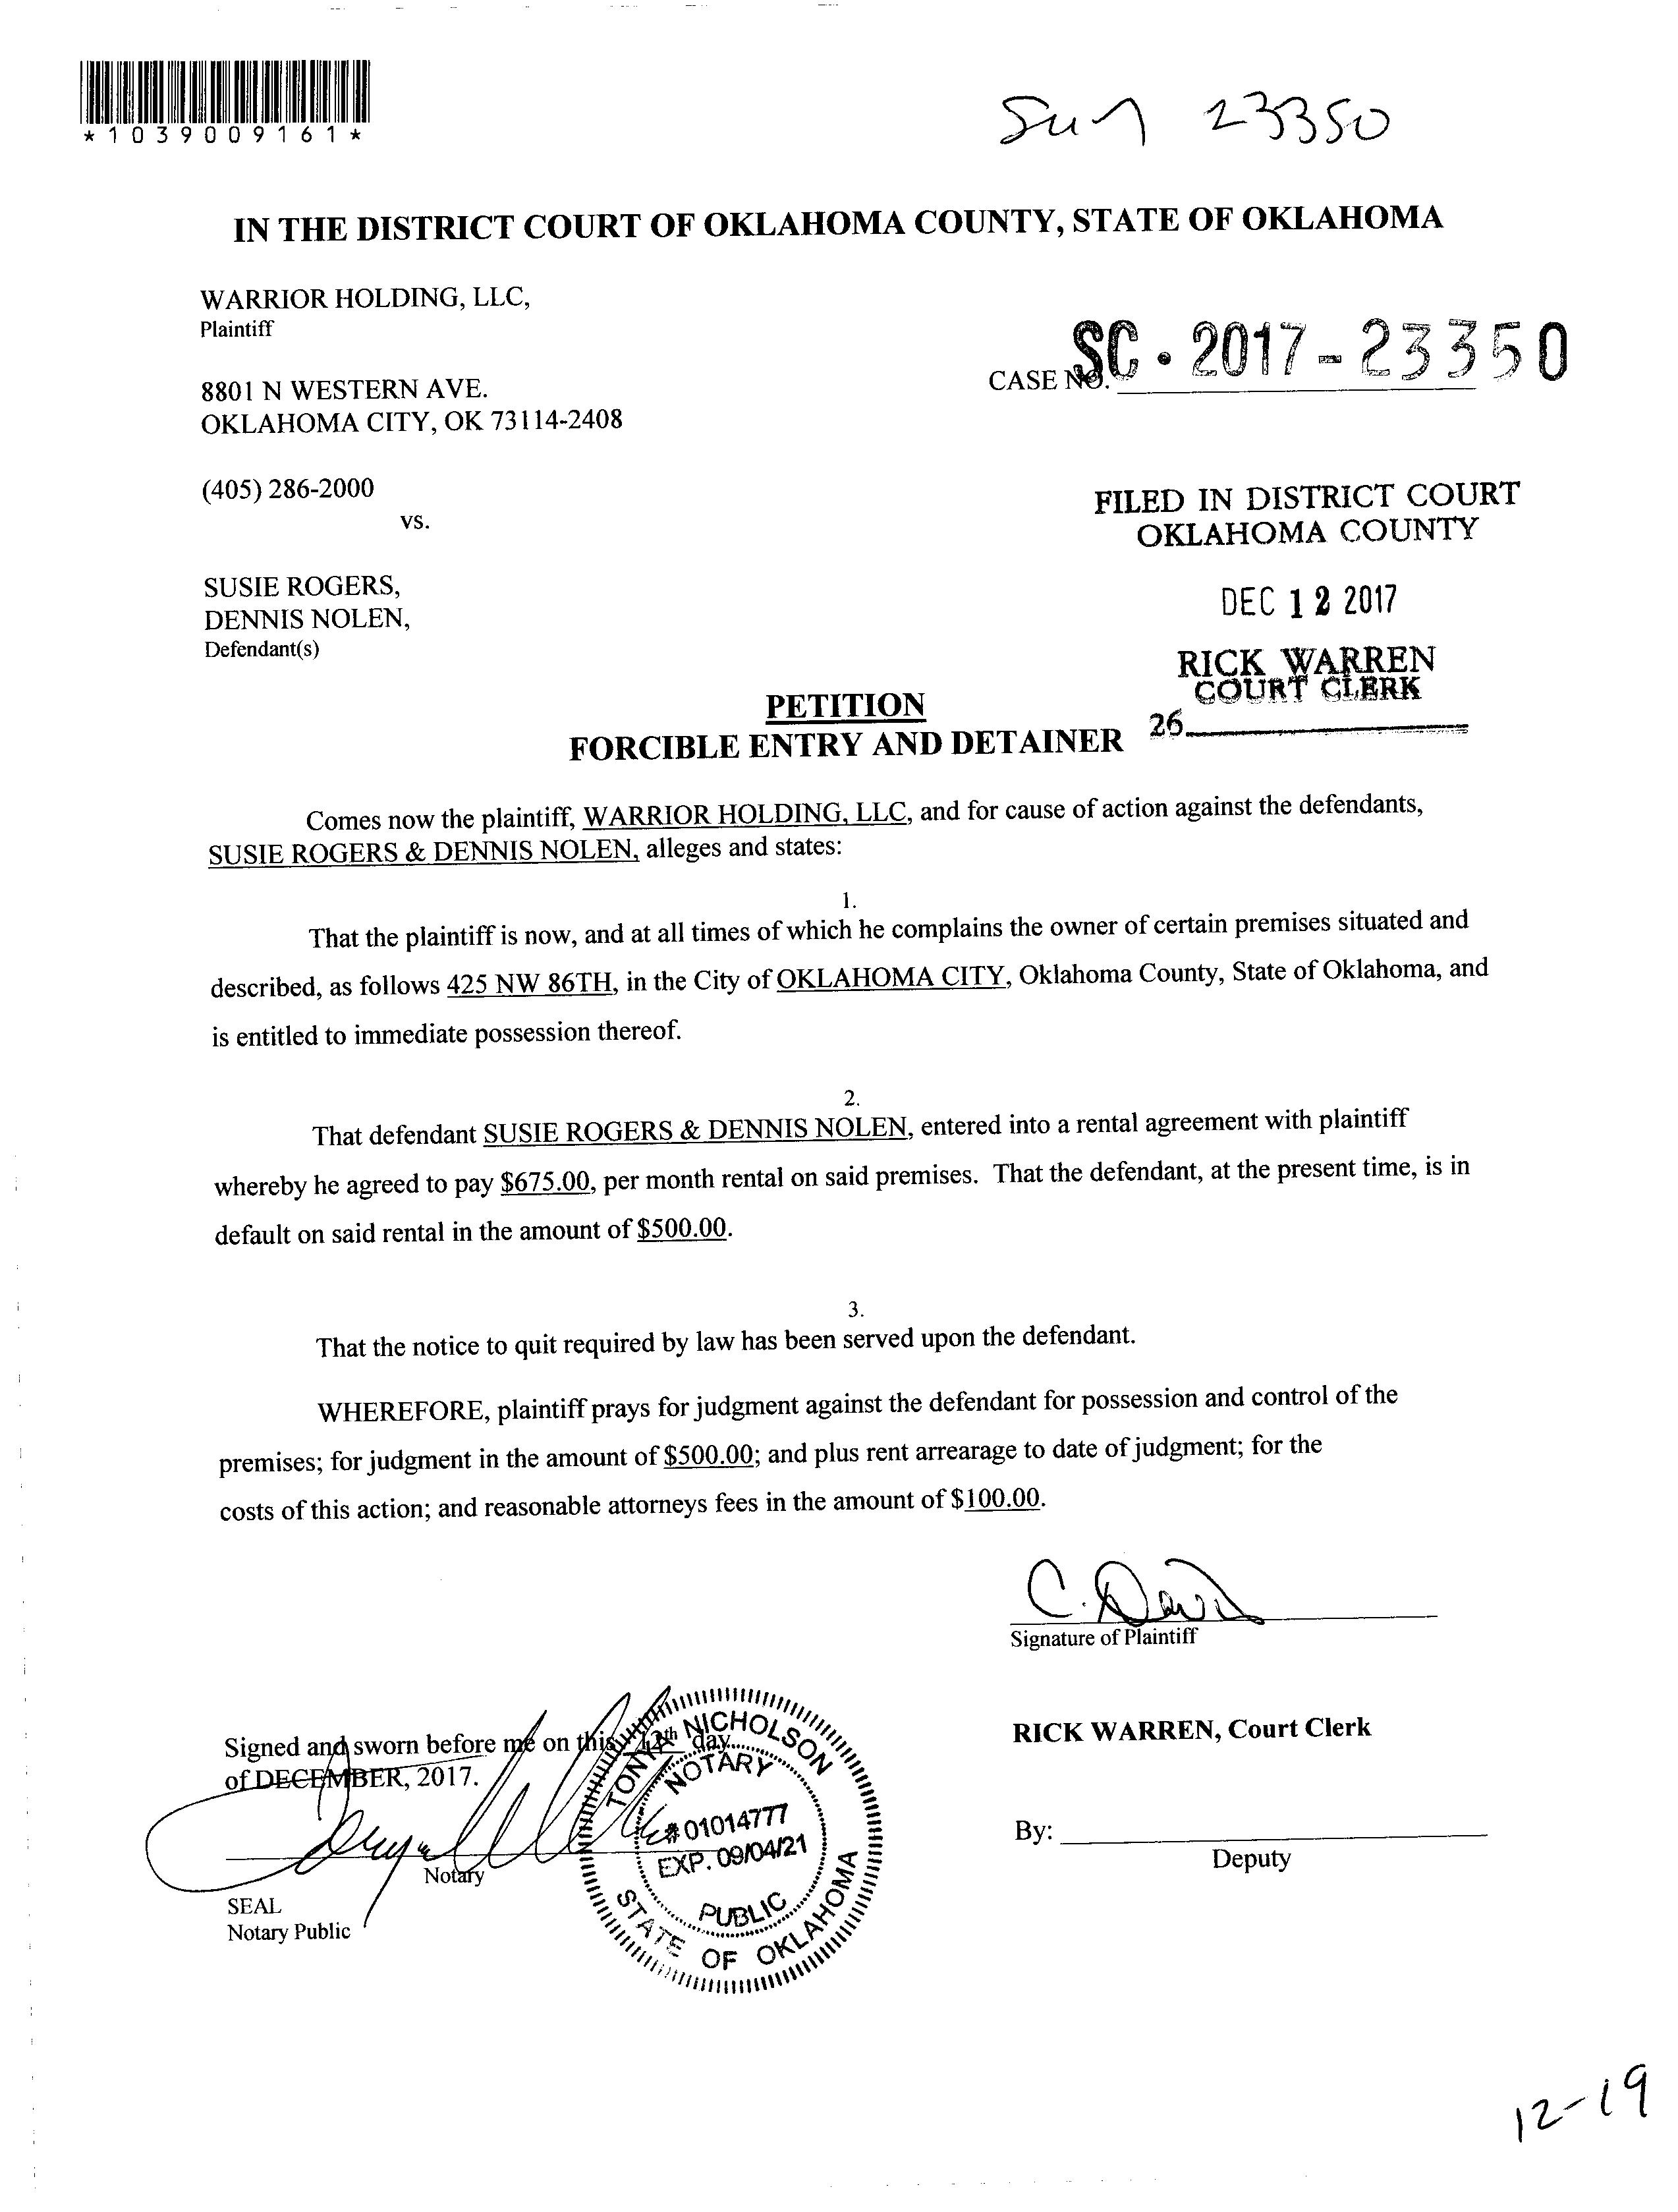 *1039009161*
23350
IN THE DISTRICT COURT OF OKLAHOMA COUNTY, STATE OF OKLAHOMA
WARRIOR HOLDING, LLC,
Plaintiff
8801 N WESTERN AVE.
OKLAHOMA CITY, OK 73114-2408
CASE NO. SC-2017-23350
(405) 286-2000
vs.
FILED IN DISTRICT COURT
OKLAHOMA COUNTY
SUSIE ROGERS,
DENNIS NOLEN,
Defendant(s)
DEC 12 2017
RICK WARREN
COURT CLERK
26
PETITION
FORCIBLE ENTRY AND DETAINER
Comes now the plaintiff, WARRIOR HOLDING, LLC, and for cause of action against the defendants,
SUSIE ROGERS & DENNIS NOLEN, alleges and states:
1.
That the plaintiff is now, and at all times of which he complains the owner of certain premises situated and
described, as follows 425 NW 86TH, in the City of OKLAHOMA CITY, Oklahoma County, State of Oklahoma, and
is entitled to immediate possession thereof.
2.
That defendant SUSIE ROGERS & DENNIS NOLEN, entered into a rental agreement with plaintiff
whereby he agreed to pay $675.00, per month rental on said premises. That the defendant, at the present time, is in
default on said rental in the amount of $500.00.
3.
That the notice to quit required by law has been served upon the defendant.
WHEREFORE, plaintiff prays for judgment against the defendant for possession and control of the
premises; for judgment in the amount of $500.00; and plus rent arrearage to date of judgment; for the
costs of this action; and reasonable attorneys fees in the amount of $100.00.
C. Davis
Signature of Plaintiff
Signed and sworn before me on this 12th day
of DECEMBER, 2017.
Notary
SEAL
Notary Public
TONYA NICHOLSON
NOTARY
#01014777
EXP. 09/04/21
PUBLIC
STATE OF OKLAHOMA
RICK WARREN, Court Clerk
By:
Deputy
12-19